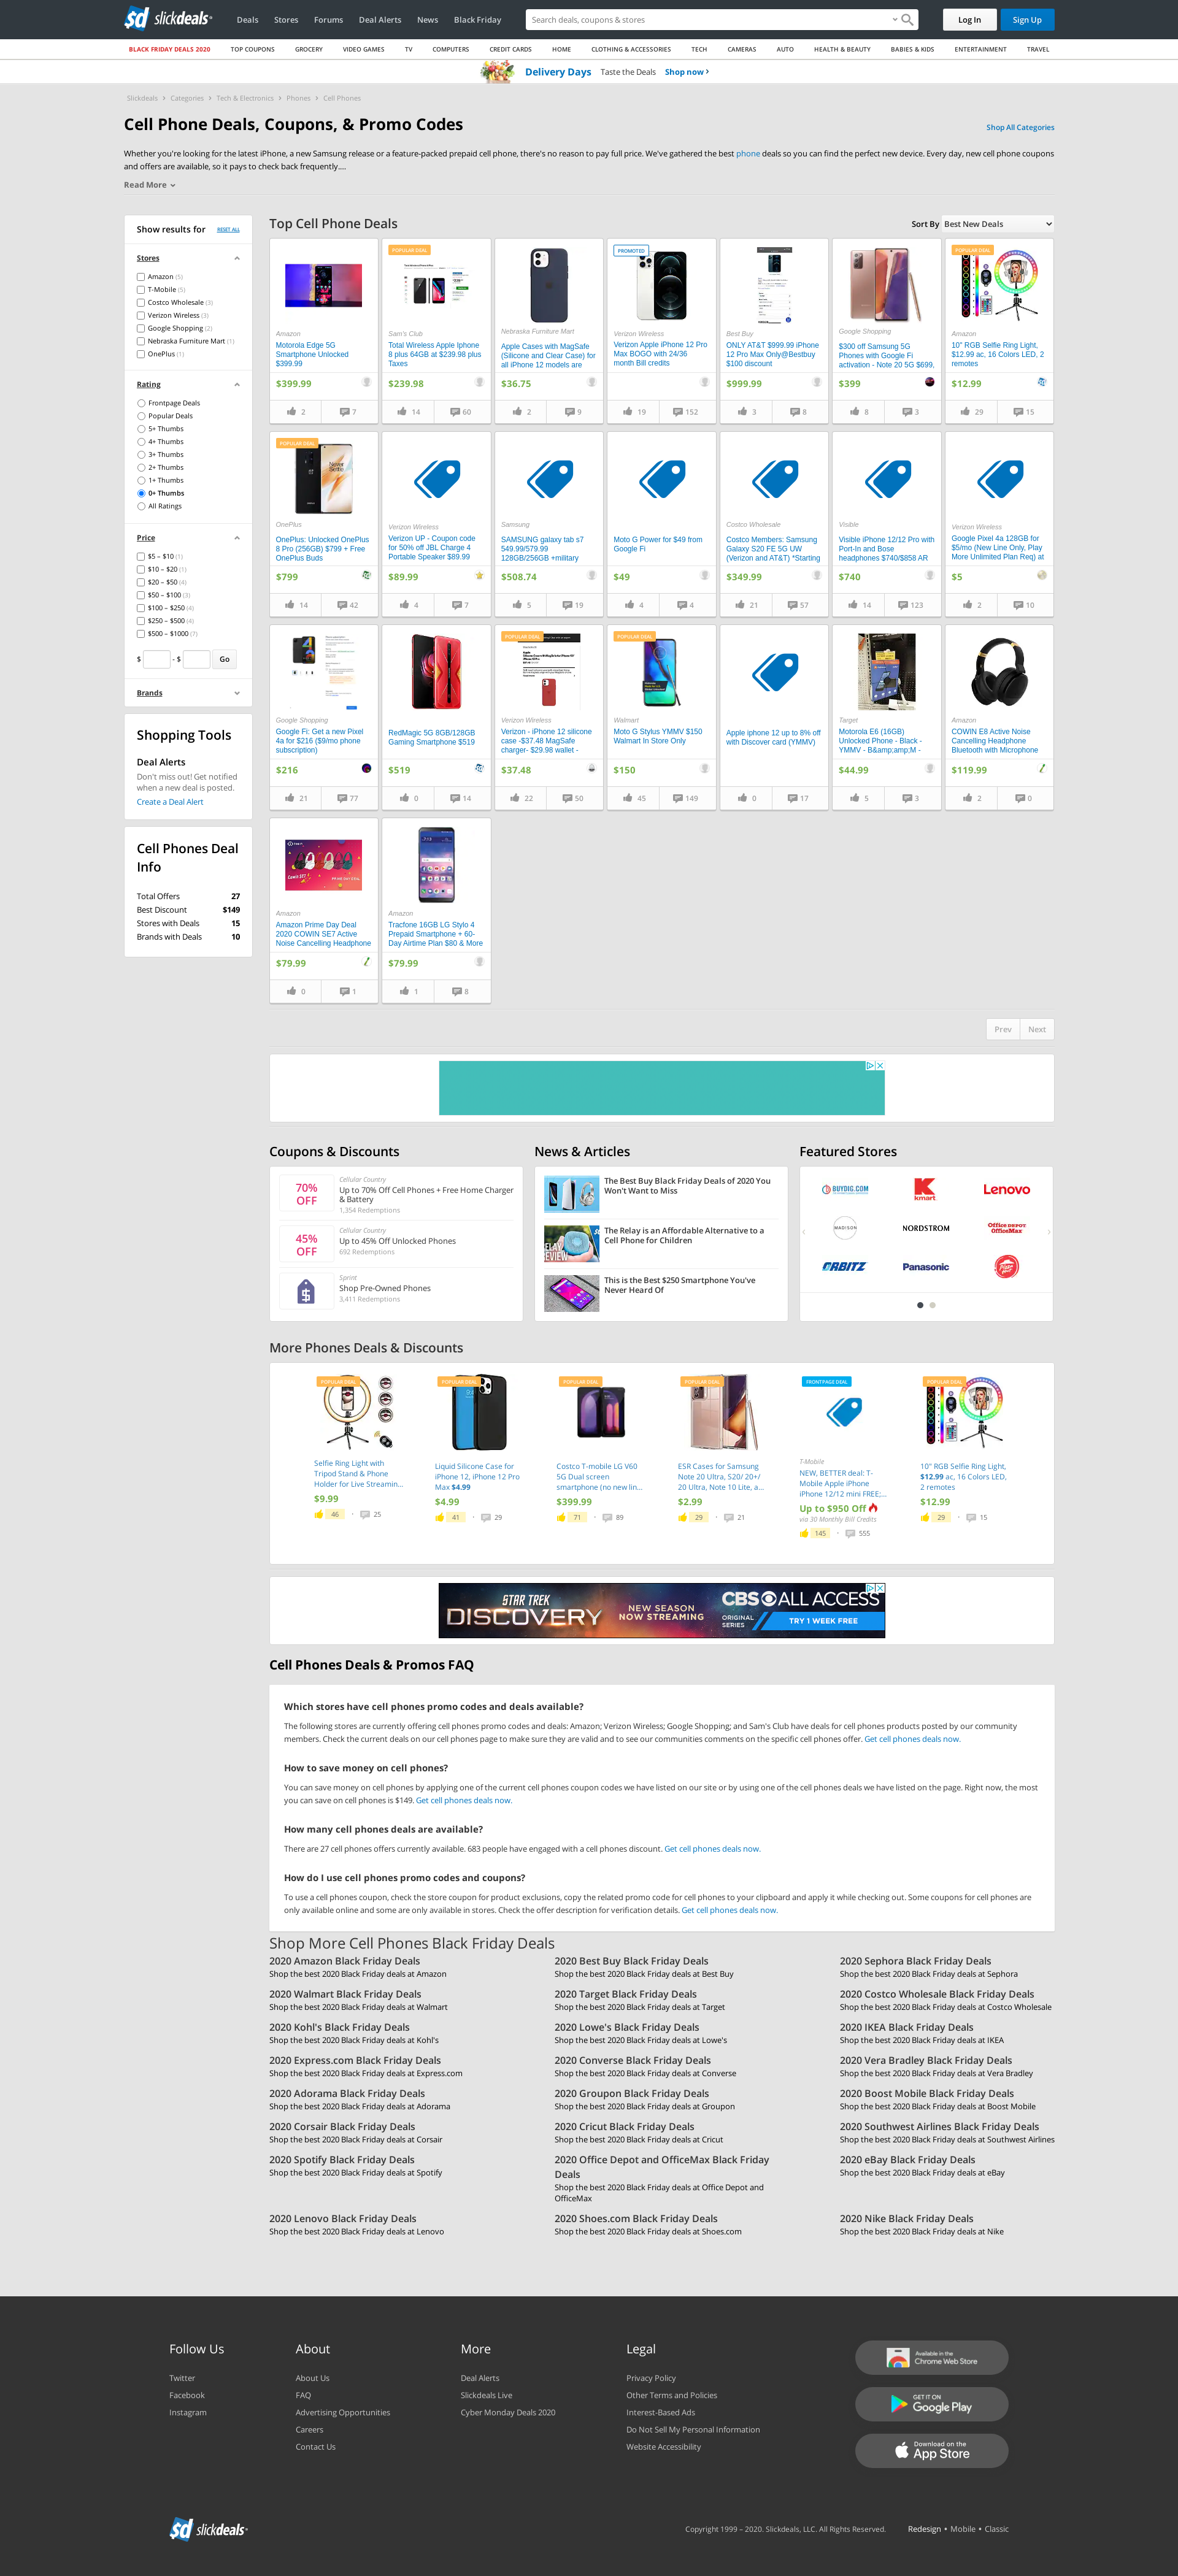 sd slickdeals
Deals
Stores
Forums
Deal Alerts
News
Black Friday
Search deals, coupons & stores
Log In
Sign Up
BLACK FRIDAY DEALS 2020
TOP COUPONS
GROCERY
VIDEO GAMES
TV
COMPUTERS
CREDIT CARDS
HOME
CLOTHING & ACCESSORIES
TECH
CAMERAS
AUTO
HEALTH & BEAUTY
BABIES & KIDS
ENTERTAINMENT
TRAVEL
Delivery Days Taste the Deals Shop now ›
Slickdeals › Categories › Tech & Electronics › Phones › Cell Phones
Cell Phone Deals, Coupons, & Promo Codes
Shop All Categories
Whether you're looking for the latest iPhone, a new Samsung release or a feature-packed prepaid cell phone, there's no reason to pay full price. We've gathered the best phone deals so you can find the perfect new device. Every day, new cell phone coupons
and offers are available, so it pays to check back frequently....
Read More
Show results for
RESET ALL
Stores
Amazon (5)
T-Mobile (5)
Costco Wholesale (3)
Verizon Wireless (3)
Google Shopping (2)
Nebraska Furniture Mart (1)
OnePlus (1)
Rating
Frontpage Deals
Popular Deals
5+ Thumbs
4+ Thumbs
3+ Thumbs
2+ Thumbs
1+ Thumbs
0+ Thumbs
All Ratings
Price
$5 – $10 (1)
$10 – $20 (1)
$20 – $50 (4)
$50 – $100 (3)
$100 – $250 (4)
$250 – $500 (4)
$500 – $1000 (7)
$ - $ Go
Brands
Shopping Tools
Deal Alerts
Don't miss out! Get notified
when a new deal is posted.
Create a Deal Alert
Cell Phones Deal
Info
Total Offers 27
Best Discount $149
Stores with Deals 15
Brands with Deals 10
Top Cell Phone Deals
Sort By Best New Deals
Amazon
Motorola Edge 5G
Smartphone Unlocked
$399.99
$399.99
2 7
POPULAR DEAL
Sam's Club
Total Wireless Apple Iphone
8 plus 64GB at $239.98 plus
Taxes
$239.98
14 60
Nebraska Furniture Mart
Apple Cases with MagSafe
(Silicone and Clear Case) for
all iPhone 12 models are
$36.75
2 9
PROMOTED
Verizon Wireless
Verizon Apple iPhone 12 Pro
Max BOGO with 24/36
month Bill credits
19 152
Best Buy
ONLY AT&T $999.99 iPhone
12 Pro Max Only@Bestbuy
$100 discount
$999.99
3 8
Google Shopping
$300 off Samsung 5G
Phones with Google Fi
activation - Note 20 5G $699,
$399
8 3
POPULAR DEAL
Amazon
10" RGB Selfie Ring Light,
$12.99 ac, 16 Colors LED, 2
remotes
$12.99
29 15
POPULAR DEAL
Never
Settle
OnePlus
OnePlus: Unlocked OnePlus
8 Pro (256GB) $799 + Free
OnePlus Buds
$799
14 42
Verizon Wireless
Verizon UP - Coupon code
for 50% off JBL Charge 4
Portable Speaker $89.99
$89.99
4 7
Samsung
SAMSUNG galaxy tab s7
549.99/579.99
128GB/256GB +military
$508.74
5 19
Moto G Power for $49 from
Google Fi
$49
4 4
Costco Wholesale
Costco Members: Samsung
Galaxy S20 FE 5G UW
(Verizon and AT&T) *Starting
$349.99
21 57
Visible
Visible iPhone 12/12 Pro with
Port-In and Bose
headphones $740/$858 AR
$740
14 123
Verizon Wireless
Google Pixel 4a 128GB for
$5/mo (New Line Only, Play
More Unlimited Plan Req) at
$5
2 10
Google Shopping
Google Fi: Get a new Pixel
4a for $216 ($9/mo phone
subscription)
$216
21 77
RedMagic 5G 8GB/128GB
Gaming Smartphone $519
$519
0 14
POPULAR DEAL
Verizon Wireless
Verizon - iPhone 12 silicone
case -$37.48 MagSafe
charger- $29.98 wallet -
$37.48
22 50
POPULAR DEAL
Walmart
Moto G Stylus YMMV $150
Walmart In Store Only
$150
45 149
Apple iphone 12 up to 8% off
with Discover card (YMMV)
0 17
Target
Motorola E6 (16GB)
Unlocked Phone - Black -
YMMV - B&amp;amp;M -
$44.99
5 3
Amazon
COWIN E8 Active Noise
Cancelling Headphone
Bluetooth with Microphone
$119.99
2 0
Amazon
Amazon Prime Day Deal
2020 COWIN SE7 Active
Noise Cancelling Headphone
$79.99
0 1
Amazon
Tracfone 16GB LG Stylo 4
Prepaid Smartphone + 60-
Day Airtime Plan $80 & More
$79.99
1 8
Prev Next
Coupons & Discounts
70%
OFF
Cellular Country
Up to 70% Off Cell Phones + Free Home Charger
& Battery
1,354 Redemptions
45%
OFF
Cellular Country
Up to 45% Off Unlocked Phones
692 Redemptions
Sprint
Shop Pre-Owned Phones
3,411 Redemptions
News & Articles
The Best Buy Black Friday Deals of 2020 You
Won't Want to Miss
The Relay is an Affordable Alternative to a
Cell Phone for Children
This is the Best $250 Smartphone You've
Never Heard Of
Featured Stores
BUYDIG.COM
kmart
Lenovo
MADISON
NORDSTROM
Office DEPOT
OfficeMax
ORBITZ
Panasonic
More Phones Deals & Discounts
POPULAR DEAL
Selfie Ring Light with
Tripod Stand & Phone
Holder for Live Streamin...
$9.99
46 • 25
POPULAR DEAL
Liquid Silicone Case for
iPhone 12, iPhone 12 Pro
Max $4.99
$4.99
41 • 29
POPULAR DEAL
Costco T-mobile LG V60
5G Dual screen
smartphone (no new lin...
$399.99
71 • 89
POPULAR DEAL
ESR Cases for Samsung
Note 20 Ultra, S20/ 20+/
20 Ultra, Note 10 Lite, a...
$2.99
29 • 21
FRONTPAGE DEAL
T-Mobile
NEW, BETTER deal: T-
Mobile Apple iPhone
iPhone 12/12 mini FREE;...
Up to $950 Off
via 30 Monthly Bill Credits
145 • 555
POPULAR DEAL
10" RGB Selfie Ring Light,
$12.99 ac, 16 Colors LED,
2 remotes
$12.99
29 • 15
STAR TREK
DISCOVERY
NEW SEASON
NOW STREAMING
CBS ALL ACCESS
ORIGINAL
SERIES
TRY 1 WEEK FREE
Cell Phones Deals & Promos FAQ
Which stores have cell phones promo codes and deals available?
The following stores are currently offering cell phones promo codes and deals: Amazon; Verizon Wireless; Google Shopping; and Sam's Club have deals for cell phones products posted by our community
members. Check the current deals on our cell phones page to make sure they are valid and to see our communities comments on the specific cell phones offer. Get cell phones deals now.
How to save money on cell phones?
You can save money on cell phones by applying one of the current cell phones coupon codes we have listed on our site or by using one of the cell phones deals we have listed on the page. Right now, the most
you can save on cell phones is $149. Get cell phones deals now.
How many cell phones deals are available?
There are 27 cell phones offers currently available. 683 people have engaged with a cell phones discount. Get cell phones deals now.
How do I use cell phones promo codes and coupons?
To use a cell phones coupon, check the store coupon for product exclusions, copy the related promo code for cell phones to your clipboard and apply it while checking out. Some coupons for cell phones are
only available online and some are only available in stores. Check the offer description for verification details. Get cell phones deals now.
Shop More Cell Phones Black Friday Deals
2020 Amazon Black Friday Deals
Shop the best 2020 Black Friday deals at Amazon
2020 Best Buy Black Friday Deals
Shop the best 2020 Black Friday deals at Best Buy
2020 Sephora Black Friday Deals
Shop the best 2020 Black Friday deals at Sephora
2020 Walmart Black Friday Deals
Shop the best 2020 Black Friday deals at Walmart
2020 Target Black Friday Deals
Shop the best 2020 Black Friday deals at Target
2020 Costco Wholesale Black Friday Deals
Shop the best 2020 Black Friday deals at Costco Wholesale
2020 Kohl's Black Friday Deals
Shop the best 2020 Black Friday deals at Kohl's
2020 Lowe's Black Friday Deals
Shop the best 2020 Black Friday deals at Lowe's
2020 IKEA Black Friday Deals
Shop the best 2020 Black Friday deals at IKEA
2020 Express.com Black Friday Deals
Shop the best 2020 Black Friday deals at Express.com
2020 Converse Black Friday Deals
Shop the best 2020 Black Friday deals at Converse
2020 Vera Bradley Black Friday Deals
Shop the best 2020 Black Friday deals at Vera Bradley
2020 Adorama Black Friday Deals
Shop the best 2020 Black Friday deals at Adorama
2020 Groupon Black Friday Deals
Shop the best 2020 Black Friday deals at Groupon
2020 Boost Mobile Black Friday Deals
Shop the best 2020 Black Friday deals at Boost Mobile
2020 Corsair Black Friday Deals
Shop the best 2020 Black Friday deals at Corsair
2020 Cricut Black Friday Deals
Shop the best 2020 Black Friday deals at Cricut
2020 Southwest Airlines Black Friday Deals
Shop the best 2020 Black Friday deals at Southwest Airlines
2020 Spotify Black Friday Deals
Shop the best 2020 Black Friday deals at Spotify
2020 Office Depot and OfficeMax Black Friday
Deals
Shop the best 2020 Black Friday deals at Office Depot and
OfficeMax
2020 eBay Black Friday Deals
Shop the best 2020 Black Friday deals at eBay
2020 Lenovo Black Friday Deals
Shop the best 2020 Black Friday deals at Lenovo
2020 Shoes.com Black Friday Deals
Shop the best 2020 Black Friday deals at Shoes.com
2020 Nike Black Friday Deals
Shop the best 2020 Black Friday deals at Nike
Follow Us
Twitter
Facebook
Instagram
About
About Us
FAQ
Advertising Opportunities
Careers
Contact Us
More
Deal Alerts
Slickdeals Live
Cyber Monday Deals 2020
Legal
Privacy Policy
Other Terms and Policies
Interest-Based Ads
Do Not Sell My Personal Information
Website Accessibility
Available in the
Chrome Web Store
GET IT ON
Google Play
Download on the
App Store
sd slickdeals
Copyright 1999 – 2020. Slickdeals, LLC. All Rights Reserved.
Redesign • Mobile • Classic